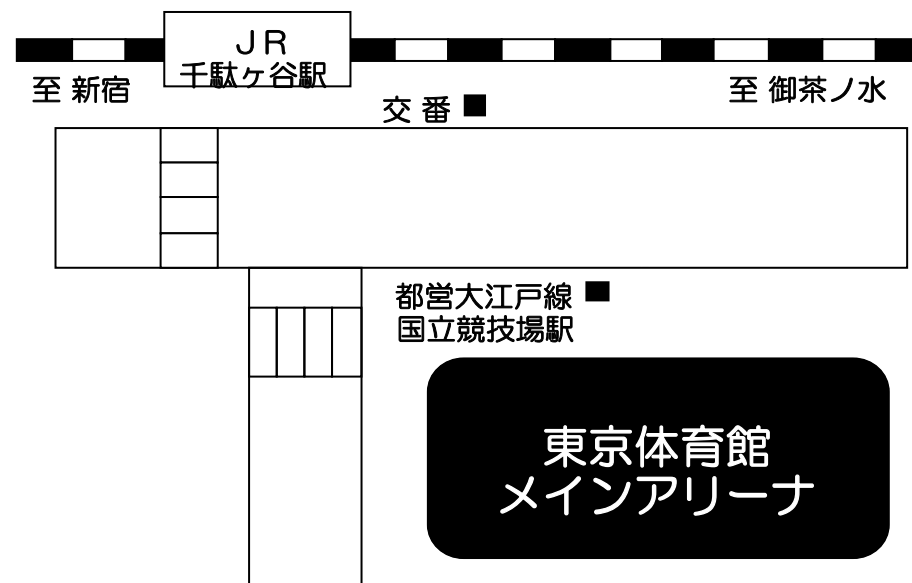 JR
千駄ヶ谷駅
至 新宿
至 御茶ノ水
交番
都営大江戸線
国立競技場駅
東京体育館
メインアリーナ